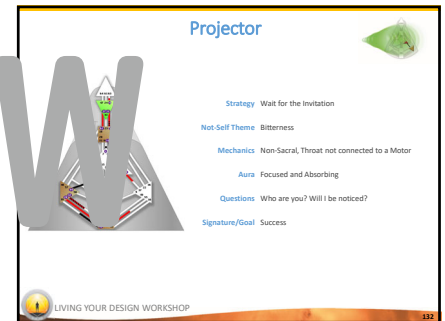 Projector
W
Strategy Wait for the Invitation
Not-Self Theme Bitterness
Mechanics Non-Sacral, Throat not connected to a Motor
Aura Focused and Absorbing
Questions Who are you? Will I be noticed?
Signature/Goal Success
LIVING YOUR DESIGN WORKSHOP
132